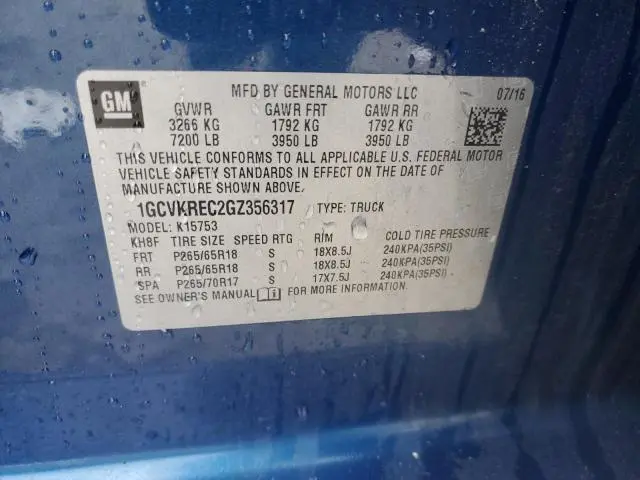 GM
MFD BY GENERAL MOTORS LLC 07/16
GVWR GAWR FRT GAWR RR
3266 KG 1792 KG 1792 KG
7200 LB 3950 LB 3950 LB
THIS VEHICLE CONFORMS TO ALL APPLICABLE U.S. FEDERAL MOTOR
VEHICLE SAFETY STANDARDS IN EFFECT ON THE DATE OF
MANUFACTURE SHOWN ABOVE.
1GCVKREC2GZ356317 TYPE: TRUCK
MODEL: K15753
KH8F TIRE SIZE SPEED RTG RIM COLD TIRE PRESSURE
FRT P265/65R18 S 18X8.5J 240KPA(35PSI)
RR P265/65R18 S 18X8.5J 240KPA(35PSI)
SPA P265/70R17 S 17X7.5J 240KPA(35PSI)
SEE OWNER'S MANUAL FOR MORE INFORMATION.